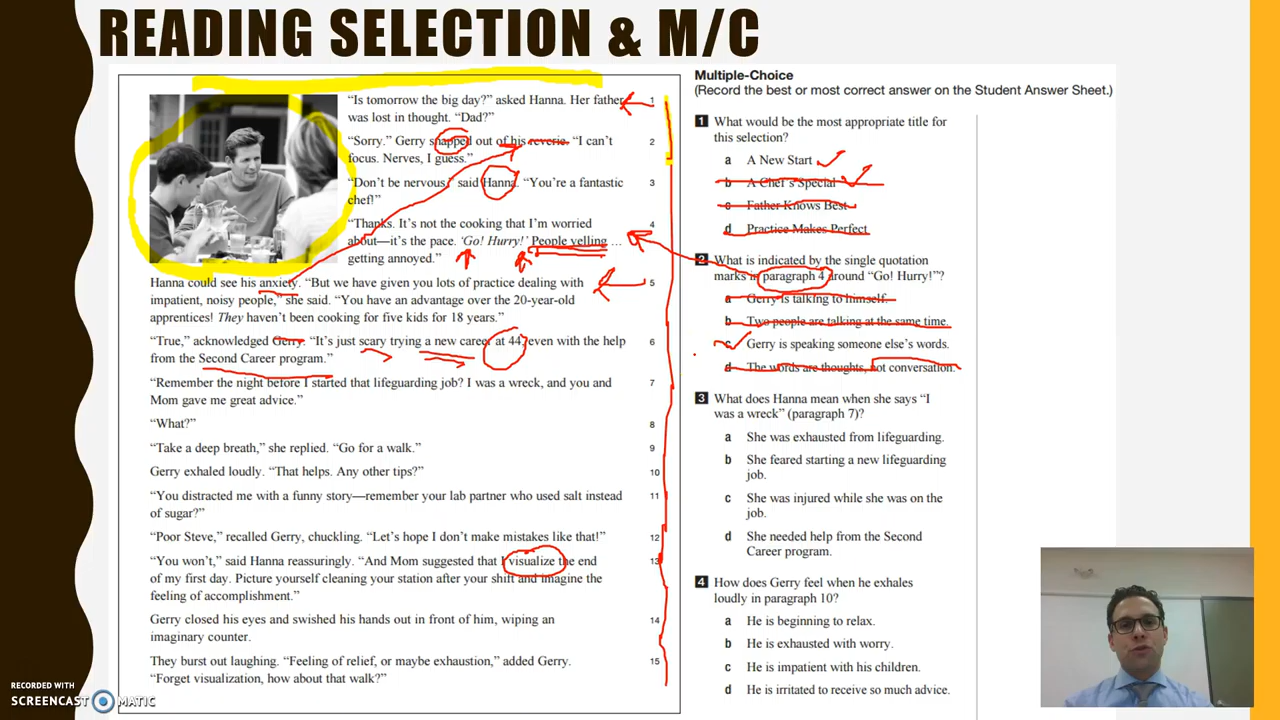 READING SELECTION & M/C
“Is tomorrow the big day?” asked Hanna. Her father 1
was lost in thought. “Dad?”
“Sorry.” Gerry snapped out of his reverie. “I can’t 2
focus. Nerves, I guess.”
“Don’t be nervous,” said Hanna. “You’re a fantastic 3
chef!”
“Thanks. It’s not the cooking that I’m worried 4
about—it’s the pace. ‘Go! Hurry!’ People yelling ...
getting annoyed.”
Hanna could see his anxiety. “But we have given you lots of practice dealing with 5
impatient, noisy people,” she said. “You have an advantage over the 20-year-old
apprentices! They haven’t been cooking for five kids for 18 years.”
“True,” acknowledged Gerry. “It’s just scary trying a new career at 44, even with the help 6
from the Second Career program.”
“Remember the night before I started that lifeguarding job? I was a wreck, and you and 7
Mom gave me great advice.”
“What?” 8
“Take a deep breath,” she replied. “Go for a walk.” 9
Gerry exhaled loudly. “That helps. Any other tips?” 10
“You distracted me with a funny story—remember your lab partner who used salt instead 11
of sugar?”
“Poor Steve,” recalled Gerry, chuckling. “Let’s hope I don’t make mistakes like that!” 12
“You won’t,” said Hanna reassuringly. “And Mom suggested that I visualize the end 13
of my first day. Picture yourself cleaning your station after your shift and imagine the
feeling of accomplishment.”
Gerry closed his eyes and swished his hands out in front of him, wiping an 14
imaginary counter.
They burst out laughing. “Feeling of relief, or maybe exhaustion,” added Gerry. 15
“Forget visualization, how about that walk?”
Multiple-Choice
(Record the best or most correct answer on the Student Answer Sheet.)
1 What would be the most appropriate title for
this selection?
a A New Start
b A Chef’s Special
c Father Knows Best
d Practice Makes Perfect
2 What is indicated by the single quotation
marks in paragraph 4 around “Go! Hurry!”?
a Gerry is talking to himself.
b Two people are talking at the same time.
c Gerry is speaking someone else’s words.
d The words are thoughts, not conversation.
3 What does Hanna mean when she says “I
was a wreck” (paragraph 7)?
a She was exhausted from lifeguarding.
b She feared starting a new lifeguarding
job.
c She was injured while she was on the
job.
d She needed help from the Second
Career program.
4 How does Gerry feel when he exhales
loudly in paragraph 10?
a He is beginning to relax.
b He is exhausted with worry.
c He is impatient with his children.
d He is irritated to receive so much advice.
RECORDED WITH
SCREENCAST MATIC